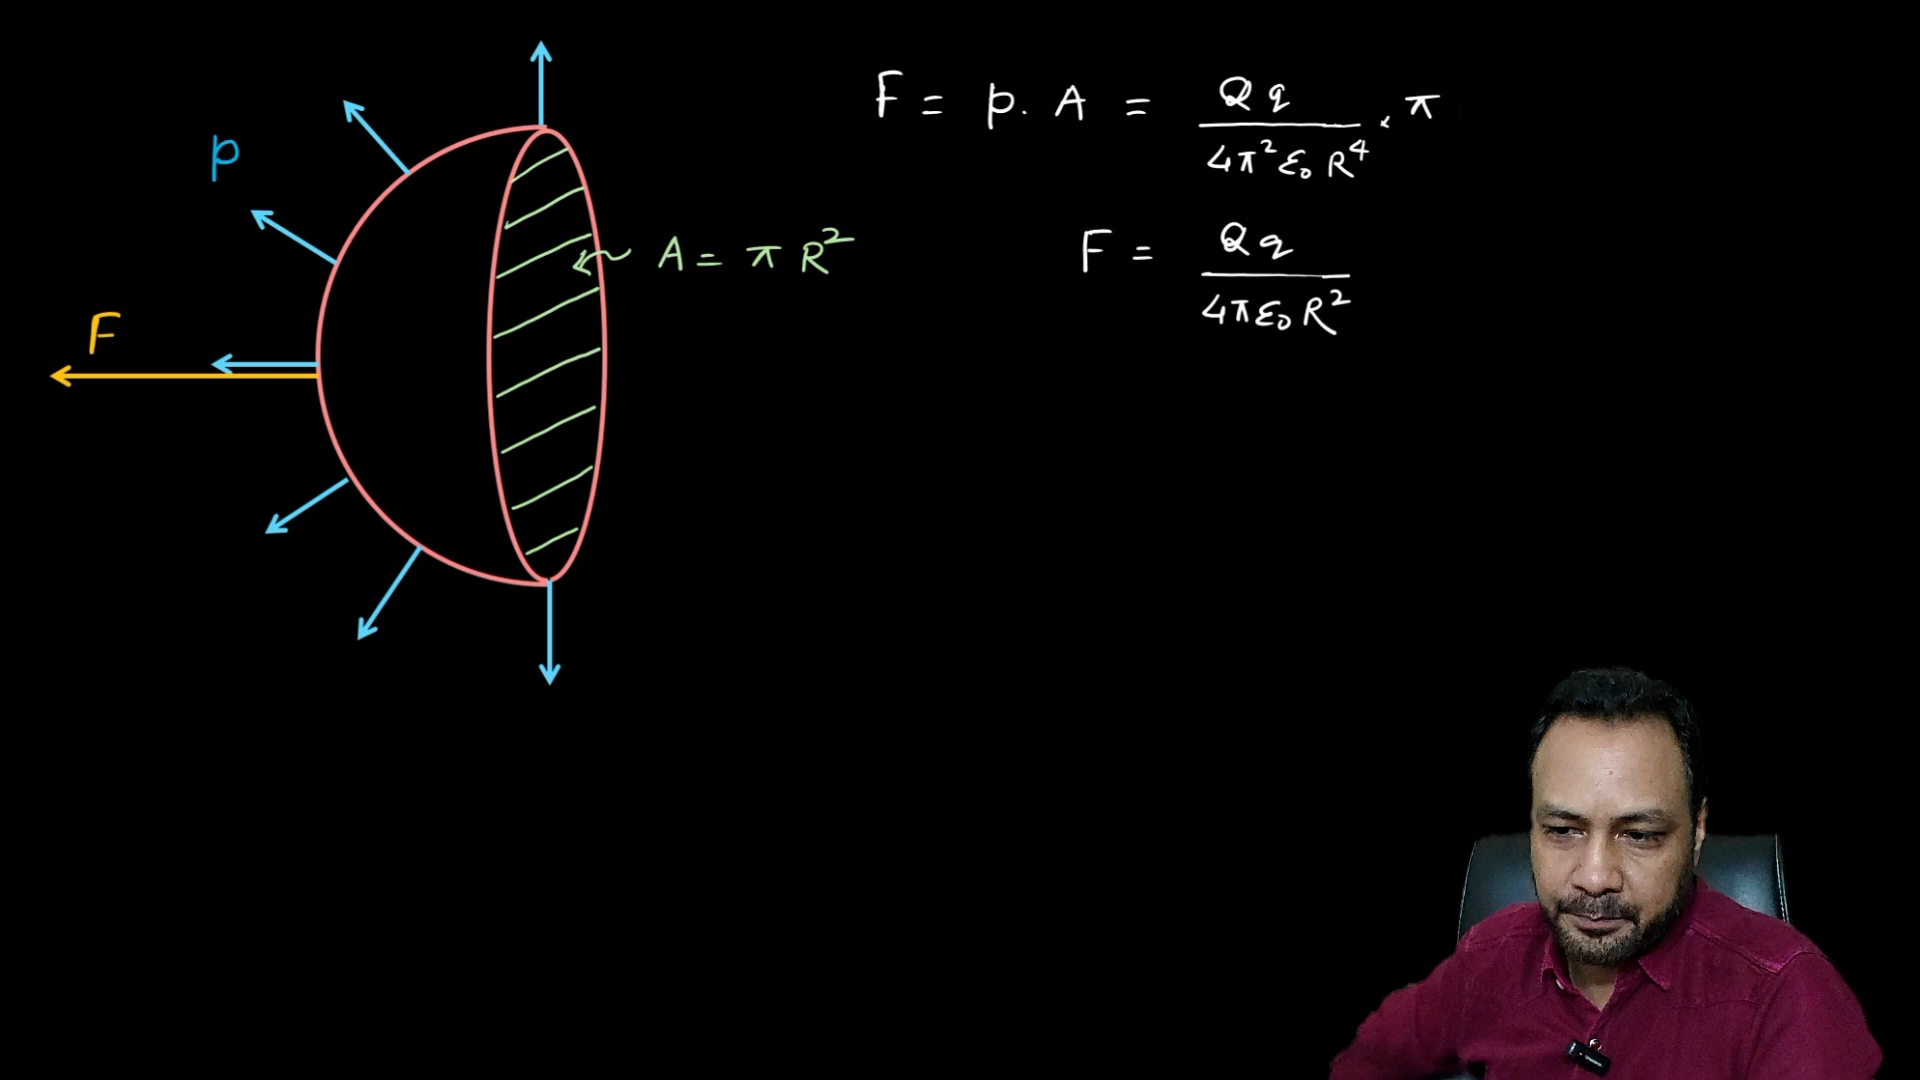 F = p. A = Qq / 4π²ε₀R⁴ . π
p
A = πR²
F = Qq / 4πε₀R²
F